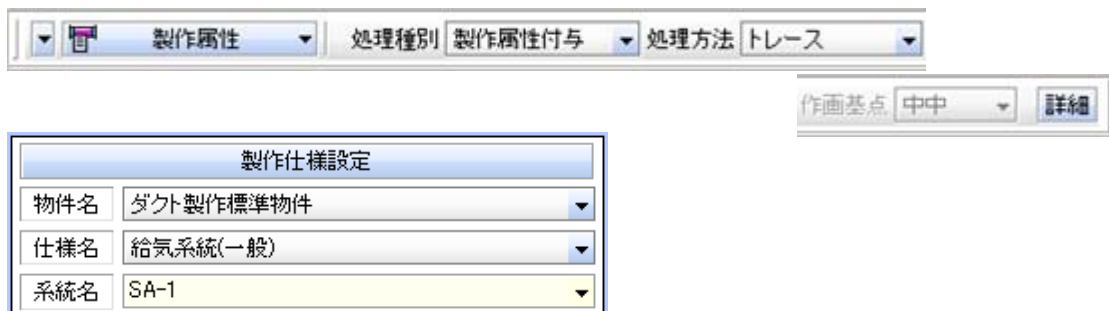 製作属性 処理種別 製作属性付与 処理方法 トレース
作画基点 中中 詳細
製作仕様設定
物件名 ダクト製作標準物件
仕様名 給気系統(一般)
系統名 SA-1